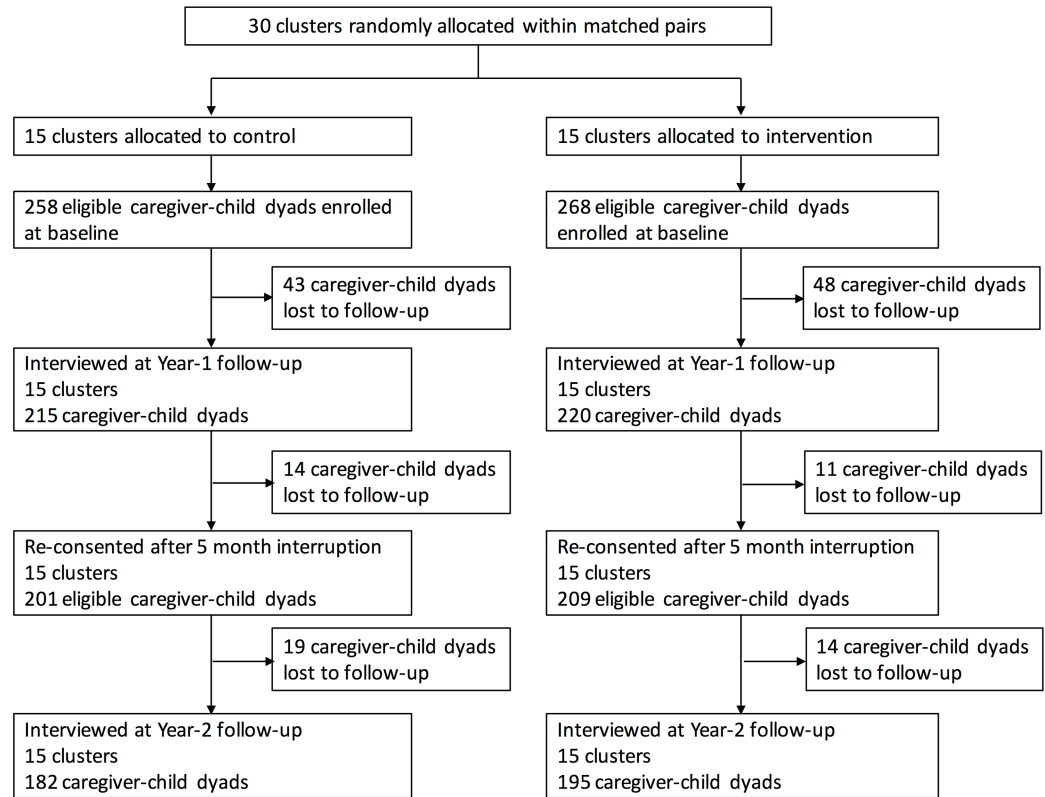 30 clusters randomly allocated within matched pairs
15 clusters allocated to control
15 clusters allocated to intervention
258 eligible caregiver-child dyads enrolled
at baseline
268 eligible caregiver-child dyads
enrolled at baseline
43 caregiver-child dyads
lost to follow-up
48 caregiver-child dyads
lost to follow-up
Interviewed at Year-1 follow-up
15 clusters
215 caregiver-child dyads
Interviewed at Year-1 follow-up
15 clusters
220 caregiver-child dyads
14 caregiver-child dyads
lost to follow-up
11 caregiver-child dyads
lost to follow-up
Re-consented after 5 month interruption
15 clusters
201 eligible caregiver-child dyads
Re-consented after 5 month interruption
15 clusters
209 eligible caregiver-child dyads
19 caregiver-child dyads
lost to follow-up
14 caregiver-child dyads
lost to follow-up
Interviewed at Year-2 follow-up
15 clusters
182 caregiver-child dyads
Interviewed at Year-2 follow-up
15 clusters
195 caregiver-child dyads